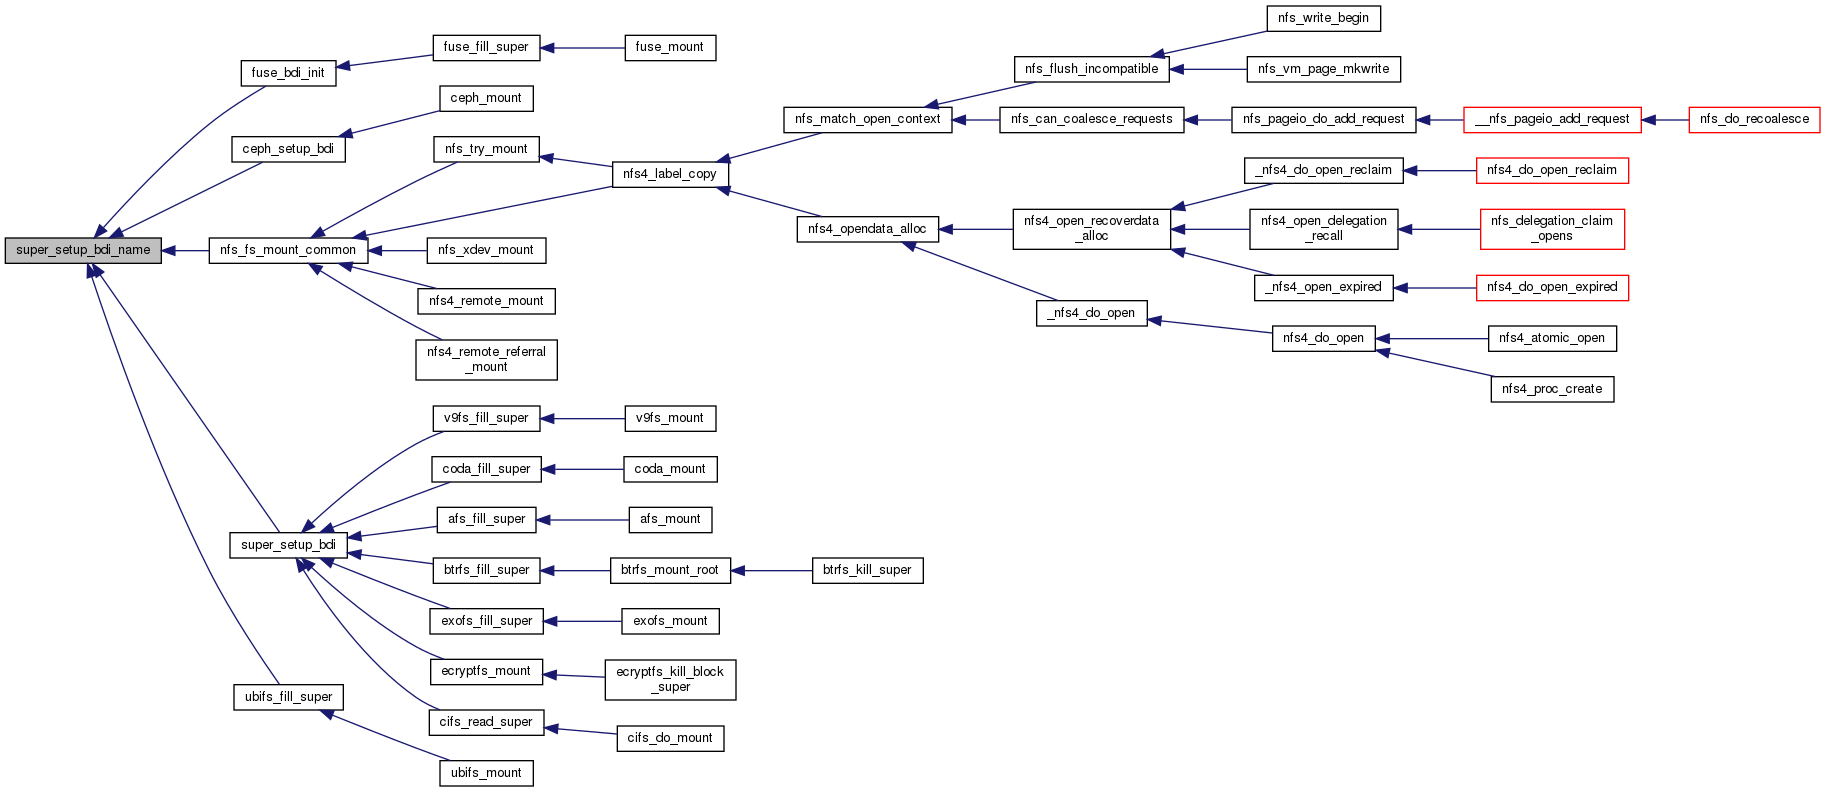 nfs_write_begin
fuse_fill_super
fuse_mount
fuse_bdi_init
nfs_flush_incompatible
nfs_vm_page_mkwrite
ceph_mount
nfs_match_open_context
nfs_can_coalesce_requests
nfs_pageio_do_add_request
__nfs_pageio_add_request
nfs_do_recoalesce
ceph_setup_bdi
nfs_try_mount
nfs4_label_copy
_nfs4_do_open_reclaim
nfs4_do_open_reclaim
super_setup_bdi_name
nfs_fs_mount_common
nfs_xdev_mount
nfs4_opendata_alloc
nfs4_open_recoverdata
_alloc
nfs4_open_delegation
_recall
nfs_delegation_claim
_opens
nfs4_remote_mount
_nfs4_open_expired
nfs4_do_open_expired
_nfs4_do_open
nfs4_do_open
nfs4_atomic_open
nfs4_remote_referral
_mount
nfs4_proc_create
v9fs_fill_super
v9fs_mount
coda_fill_super
coda_mount
afs_fill_super
afs_mount
super_setup_bdi
btrfs_fill_super
btrfs_mount_root
btrfs_kill_super
exofs_fill_super
exofs_mount
ecryptfs_mount
ecryptfs_kill_block
_super
ubifs_fill_super
cifs_read_super
cifs_do_mount
ubifs_mount